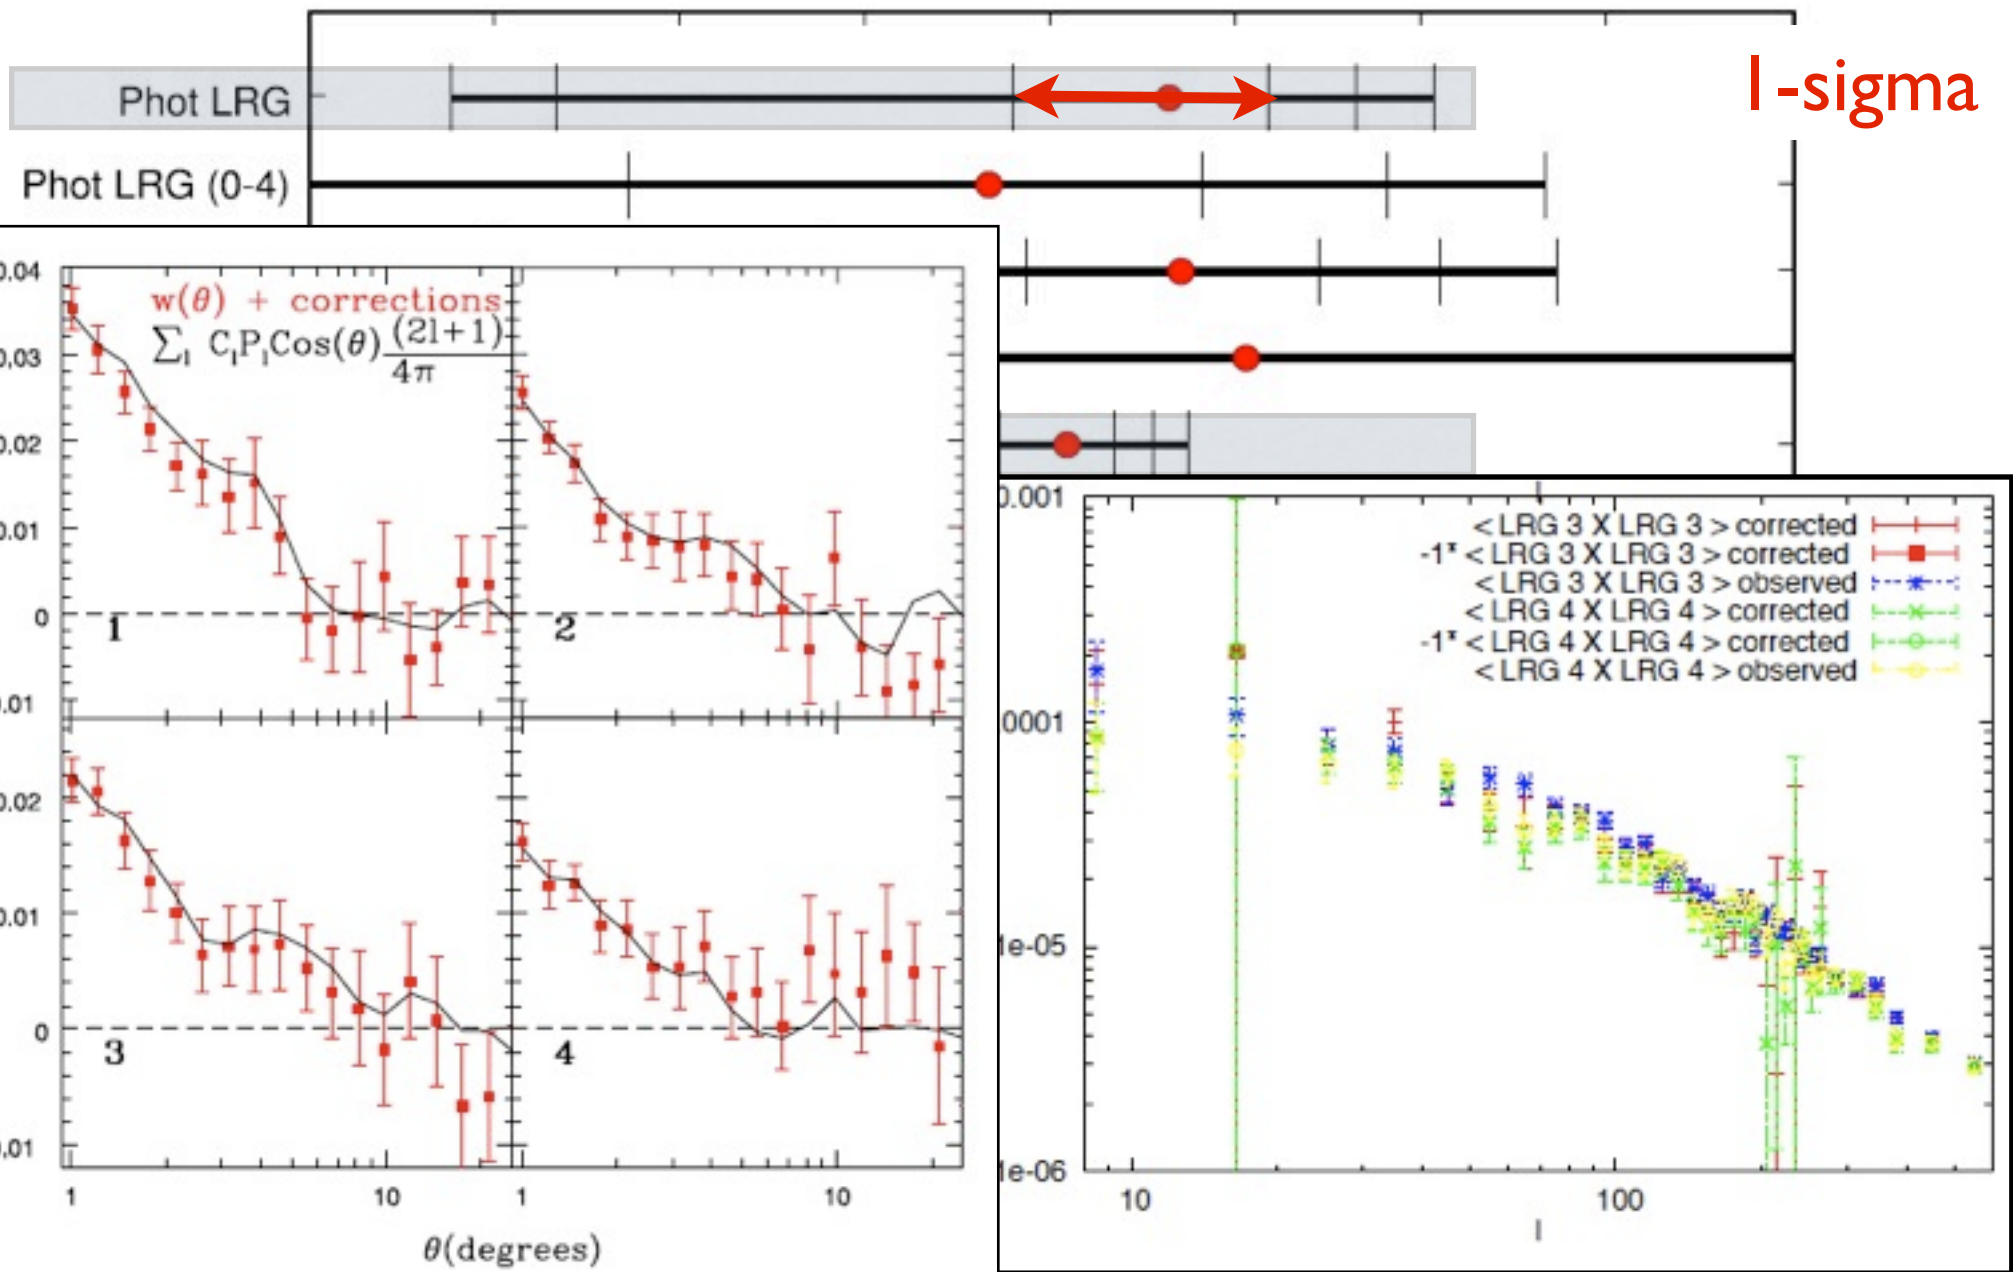 Phot LRG
1-sigma
Phot LRG (0-4)
0.04
0.03
0.02
0.01
0
0.01
w(θ) + corrections
∑l ClPlCos(θ) (2l+1)
4π
1
2
0.02
0.01
0
0.01
3
4
1
10
1
10
θ(degrees)
0.001
0001
1e-05
1e-06
< LRG 3 X LRG 3 > corrected
-1* < LRG 3 X LRG 3 > corrected
< LRG 3 X LRG 3 > observed
< LRG 4 X LRG 4 > corrected
-1* < LRG 4 X LRG 4 > corrected
< LRG 4 X LRG 4 > observed
10
100
l